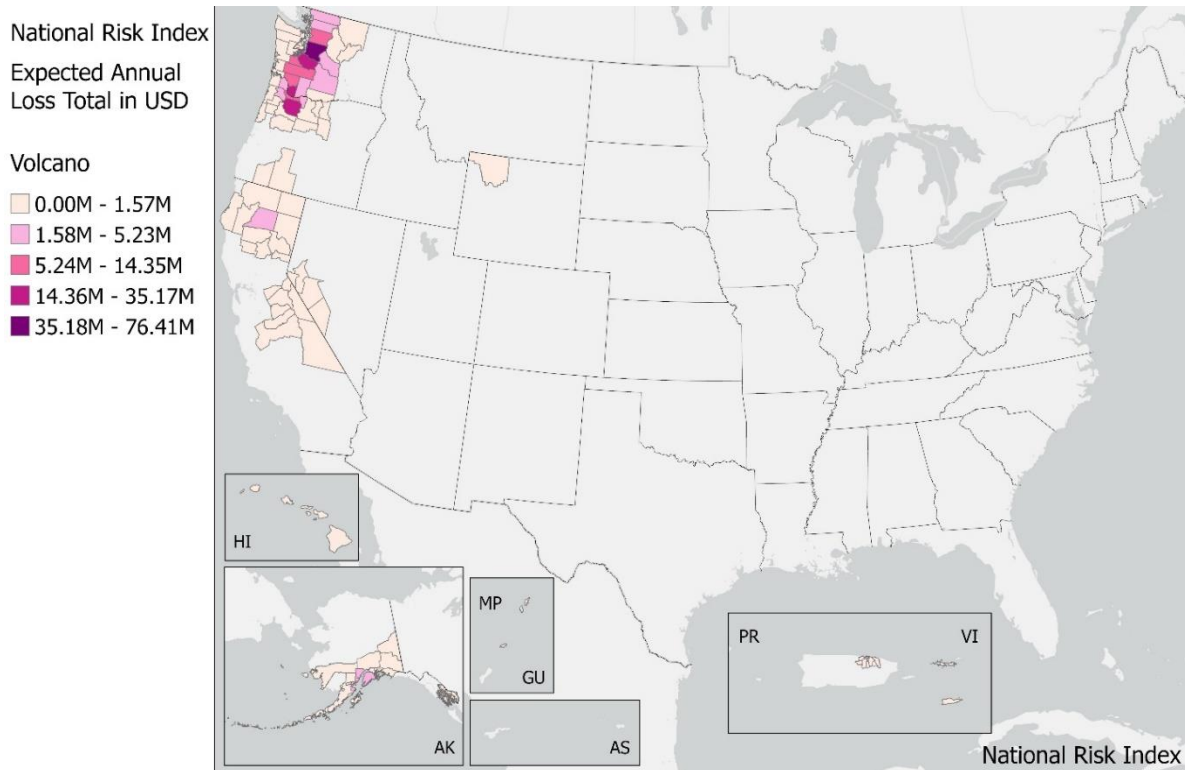 National Risk Index
Expected Annual
Loss Total in USD
Volcano
0.00M - 1.57M
1.58M - 5.23M
5.24M - 14.35M
14.36M - 35.17M
35.18M - 76.41M
HI
AK
MP
GU
AS
PR
VI
National Risk Index